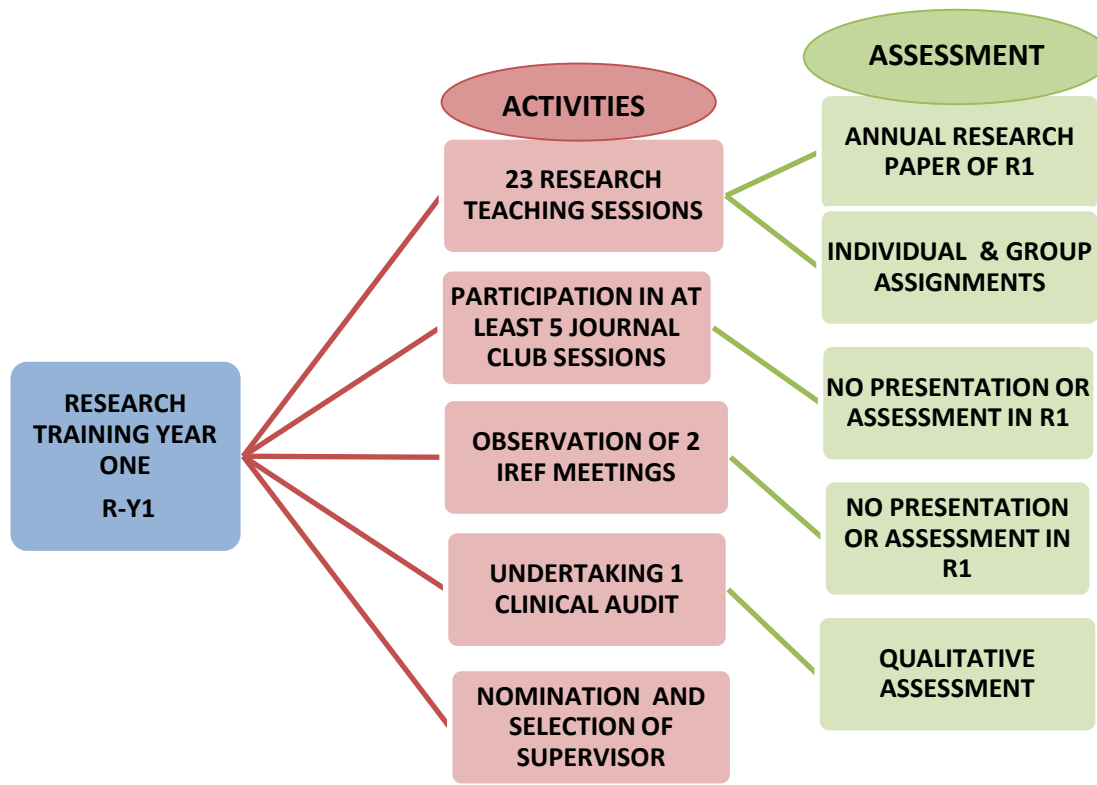 ASSESSMENT
ACTIVITIES
RESEARCH
TRAINING YEAR
ONE
R-Y1
23 RESEARCH
TEACHING SESSIONS
PARTICIPATION IN AT
LEAST 5 JOURNAL
CLUB SESSIONS
OBSERVATION OF 2
IREF MEETINGS
UNDERTAKING 1
CLINICAL AUDIT
NOMINATION AND
SELECTION OF
SUPERVISOR
ANNUAL RESEARCH
PAPER OF R1
INDIVIDUAL & GROUP
ASSIGNMENTS
NO PRESENTATION OR
ASSESSMENT IN R1
NO PRESENTATION
OR ASSESSMENT IN
R1
QUALITATIVE
ASSESSMENT